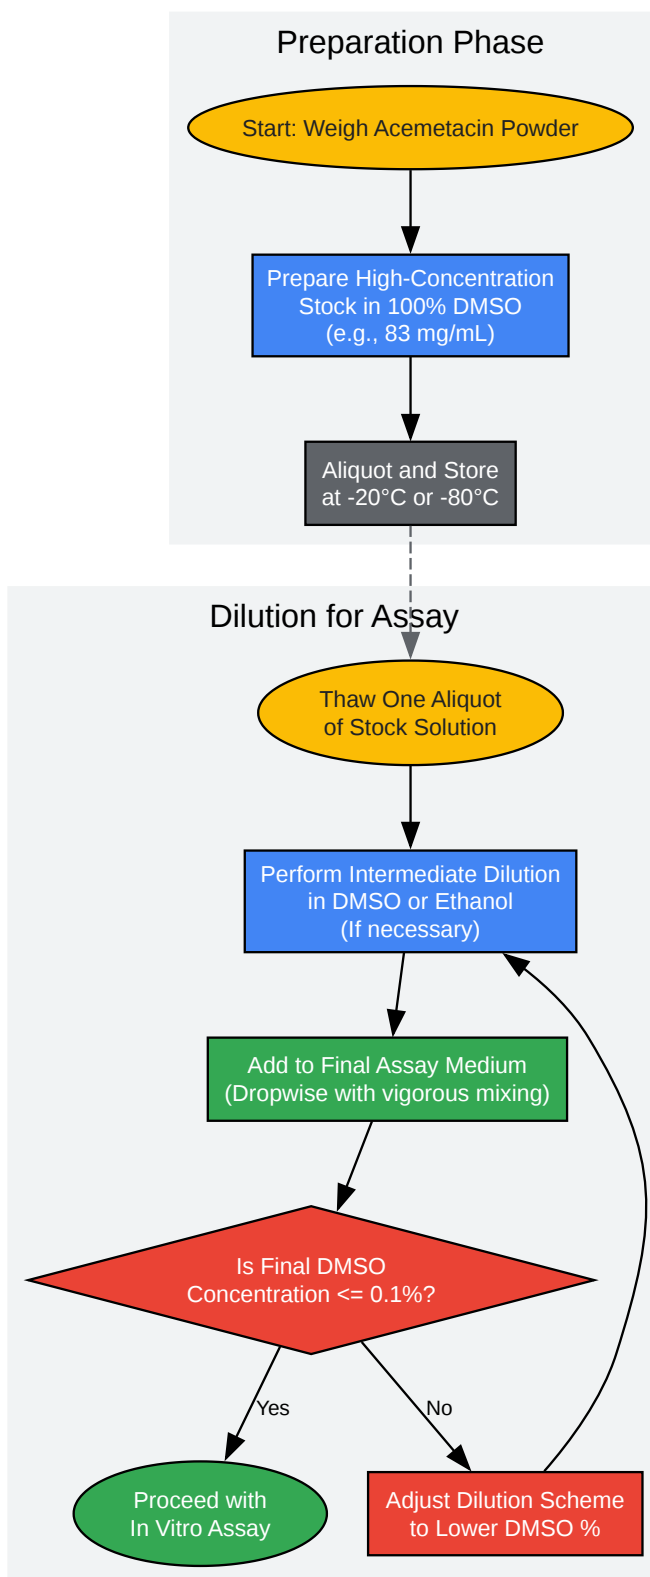 Preparation Phase
Start: Weigh Acemetacin Powder
Prepare High-Concentration
Stock in 100% DMSO
(e.g., 83 mg/mL)
Aliquot and Store
at -20°C or -80°C
Dilution for Assay
Thaw One Aliquot
of Stock Solution
Perform Intermediate Dilution
in DMSO or Ethanol
(If necessary)
Add to Final Assay Medium
(Dropwise with vigorous mixing)
Is Final DMSO
Concentration <= 0.1%?
Yes
No
Proceed with
In Vitro Assay
Adjust Dilution Scheme
to Lower DMSO %